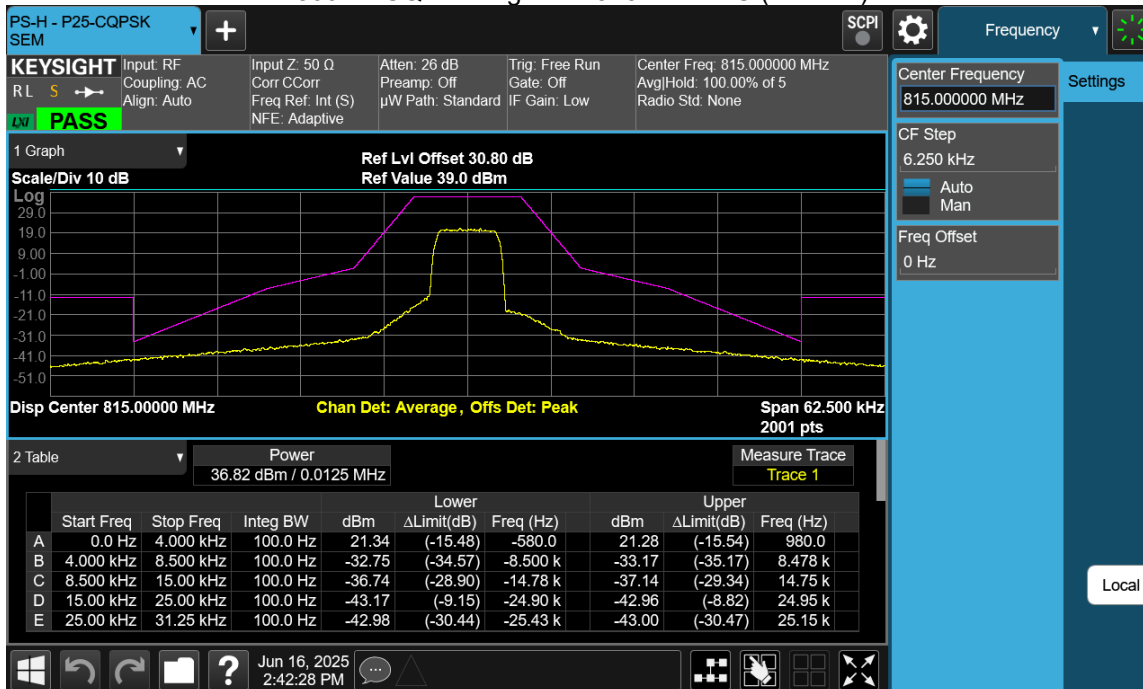 PS-H - P25-CQPSK
SEM
SCPI
Frequency
KEYSIGHT
RL S
LXI PASS
Input: RF
Coupling: AC
Align: Auto
Input Z: 50 Ω
Corr CCorr
Freq Ref: Int (S)
NFE: Adaptive
Atten: 26 dB
Preamp: Off
µW Path: Standard
Trig: Free Run
Gate: Off
IF Gain: Low
Center Freq: 815.000000 MHz
Avg|Hold: 100.00% of 5
Radio Std: None
Center Frequency
815.000000 MHz
Settings
CF Step
6.250 kHz
Auto
Man
Freq Offset
0 Hz
1 Graph
Scale/Div 10 dB
Ref Lvl Offset 30.80 dB
Ref Value 39.0 dBm
Log
29.0
19.0
9.00
-1.00
-11.0
-21.0
-31.0
-41.0
-51.0
Disp Center 815.00000 MHz
Chan Det: Average, Offs Det: Peak
Span 62.500 kHz
2001 pts
2 Table
Power
36.82 dBm / 0.0125 MHz
Measure Trace
Trace 1
Lower Upper
Start Freq Stop Freq Integ BW dBm ΔLimit(dB) Freq (Hz) dBm ΔLimit(dB) Freq (Hz)
A 0.0 Hz 4.000 kHz 100.0 Hz 21.34 (-15.48) -580.0 21.28 (-15.54) 980.0
B 4.000 kHz 8.500 kHz 100.0 Hz -32.75 (-34.57) -8.500 k -33.17 (-35.17) 8.478 k
C 8.500 kHz 15.00 kHz 100.0 Hz -36.74 (-28.90) -14.78 k -37.14 (-29.34) 14.75 k
D 15.00 kHz 25.00 kHz 100.0 Hz -43.17 (-9.15) -24.90 k -42.96 (-8.82) 24.95 k
E 25.00 kHz 31.25 kHz 100.0 Hz -42.98 (-30.44) -25.43 k -43.00 (-30.47) 25.15 k
Local
?
Jun 16, 2025
2:42:28 PM